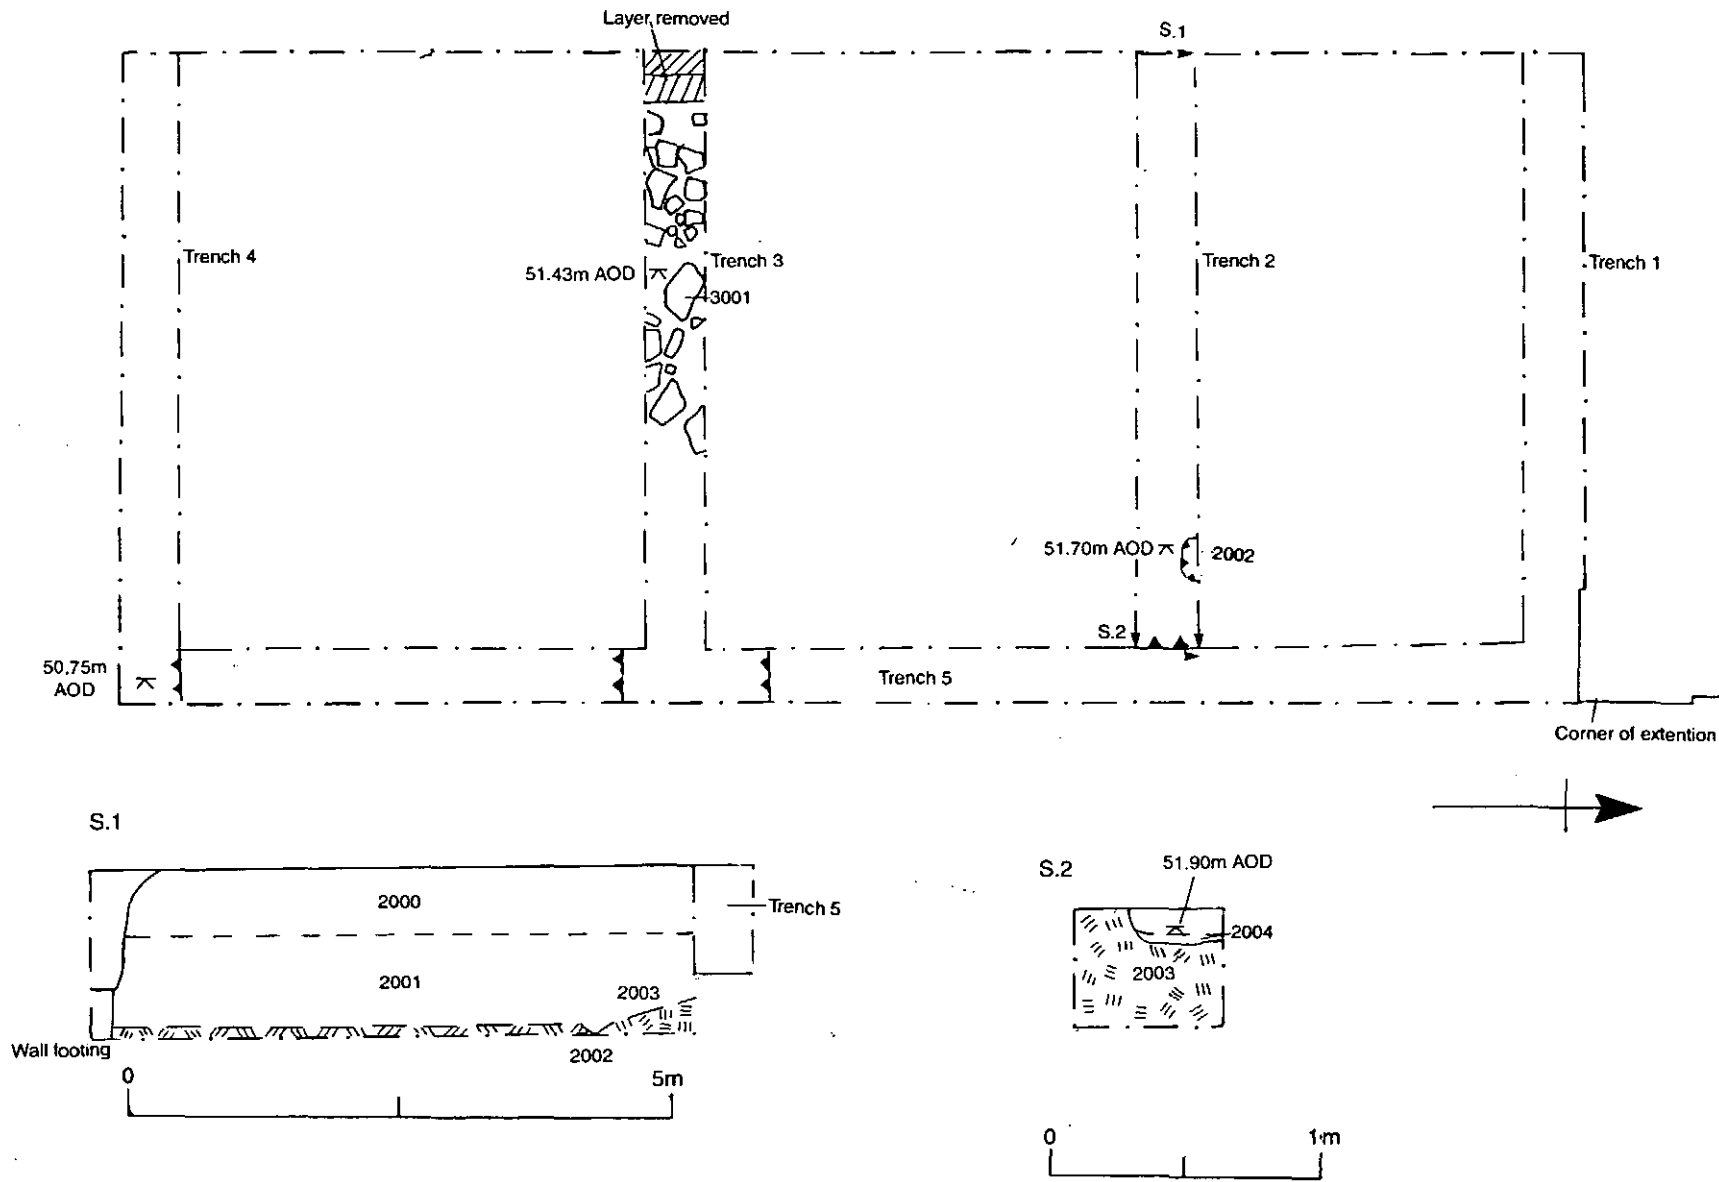 Layer removed
S.1
Trench 4
Trench 3
Trench 2
Trench 1
51.43m AOD
3001
51.70m AOD
2002
S.2
50.75m
AOD
Trench 5
Corner of extention
S.1
2000
Trench 5
2001
2003
Wall footing
2002
0
5m
S.2
51.90m AOD
2004
2003
0
1m